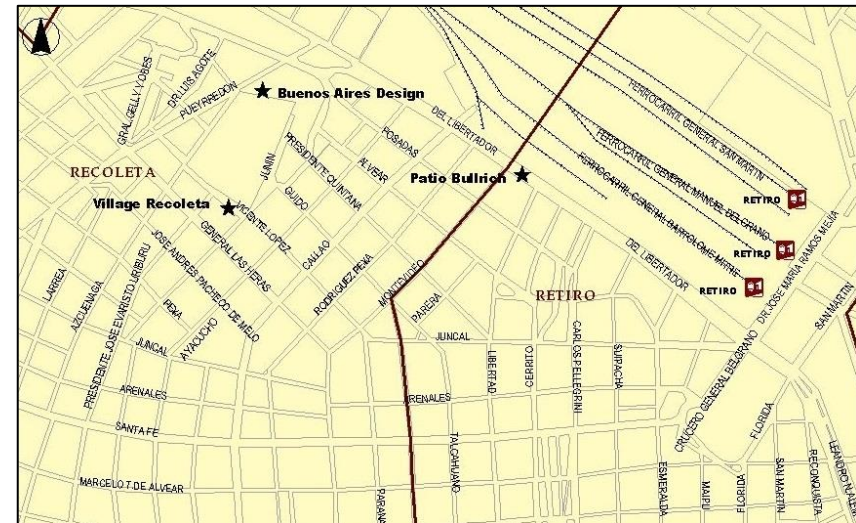 GRAL.GELLY Y OBES
DR LUIS AGOTE
PUEYRREDON
Buenos Aires Design
DEL LIBERTADOR
FERROCARRIL GENERAL SAN MARTIN
FERROCARRIL GENERAL MANUEL BELGRANO
FERROCARRIL GENERAL BARTOLOME MITRE
RECOLETA
JUNIN
PRESIDENTE QUINTANA
POSADAS
ALVEAR
GUIDO
Patio Bullrich
Village Recoleta
VICENTE LOPEZ
RETIRO
RETIRO
RETIRO
DR JOSE MARIA RAMOS MEJIA
GENERAL LAS HERAS
CALLAO
JOSE ANDRES PACHECO DE MELO
DEL LIBERTADOR
LARREA
AZCUENAGA
PRESIDENTE JOSE EVARISTO URIBURU
PENA
AYACUCHO
RODRIGUEZ PENA
MONTEVIDEO
PARERA
RETIRO
SAN MARTIN
JUNCAL
JUNCAL
LIBERTAD
CERRITO
CARLOS PELLEGRINI
SUIPACHA
CRUCERO GENERAL BELGRANO
ARENALES
ARENALES
SANTA FE
TALCAHUANO
FLORIDA
MARCELO T. DE ALVEAR
PARANA
ESMERALDA
MAIPU
FLORIDA
SAN MARTIN
RECONQUISTA
LEANDRO N. ALEM